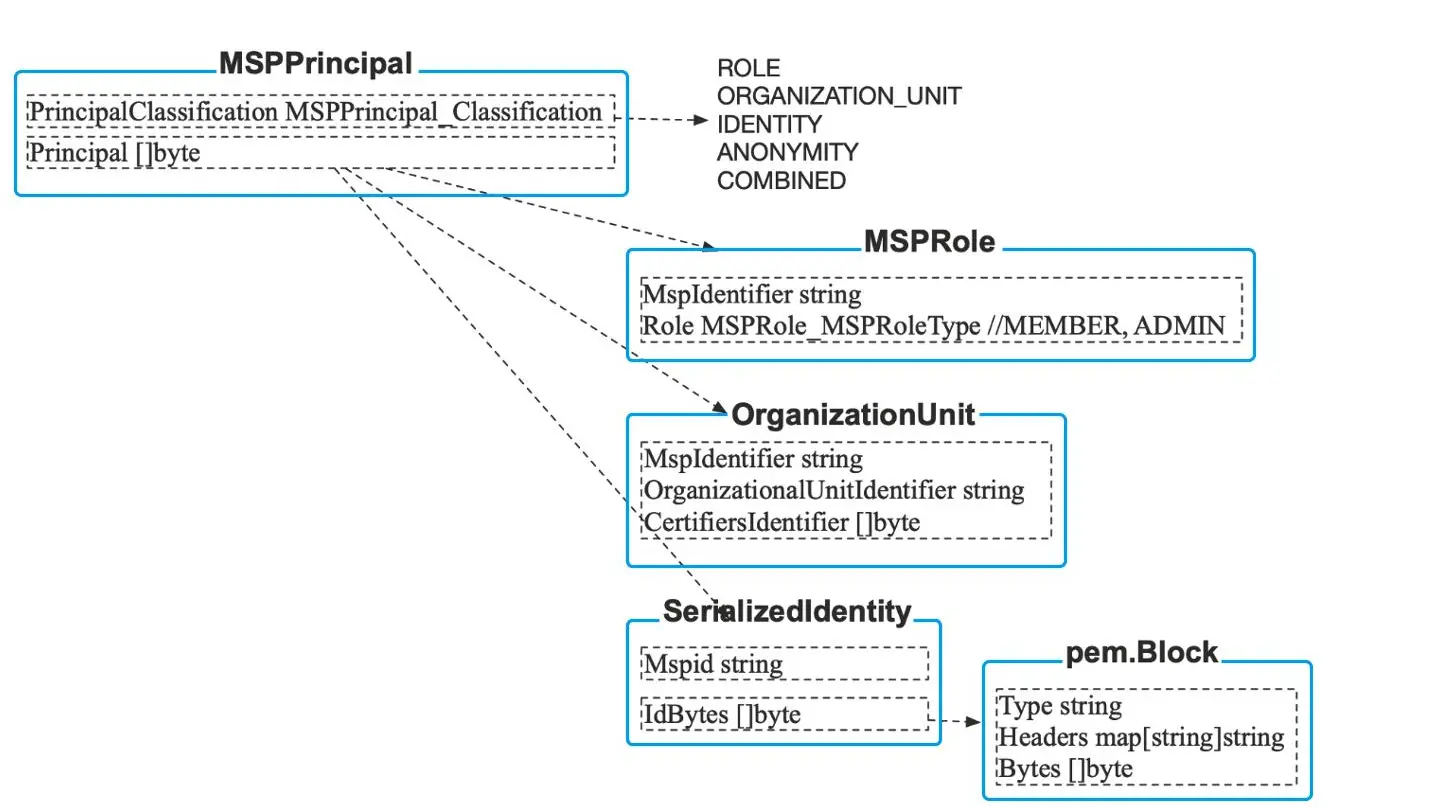 MSPPrincipal
PrincipalClassification MSPPrincipal_Classification
Principal []byte
ROLE
ORGANIZATION_UNIT
IDENTITY
ANONYMITY
COMBINED
MSPRole
MspIdentifier string
Role MSPRole_MSPRoleType //MEMBER, ADMIN
OrganizationUnit
MspIdentifier string
OrganizationalUnitIdentifier string
CertifiersIdentifier []byte
SerializedIdentity
Mspid string
IdBytes []byte
pem.Block
Type string
Headers map[string]string
Bytes []byte